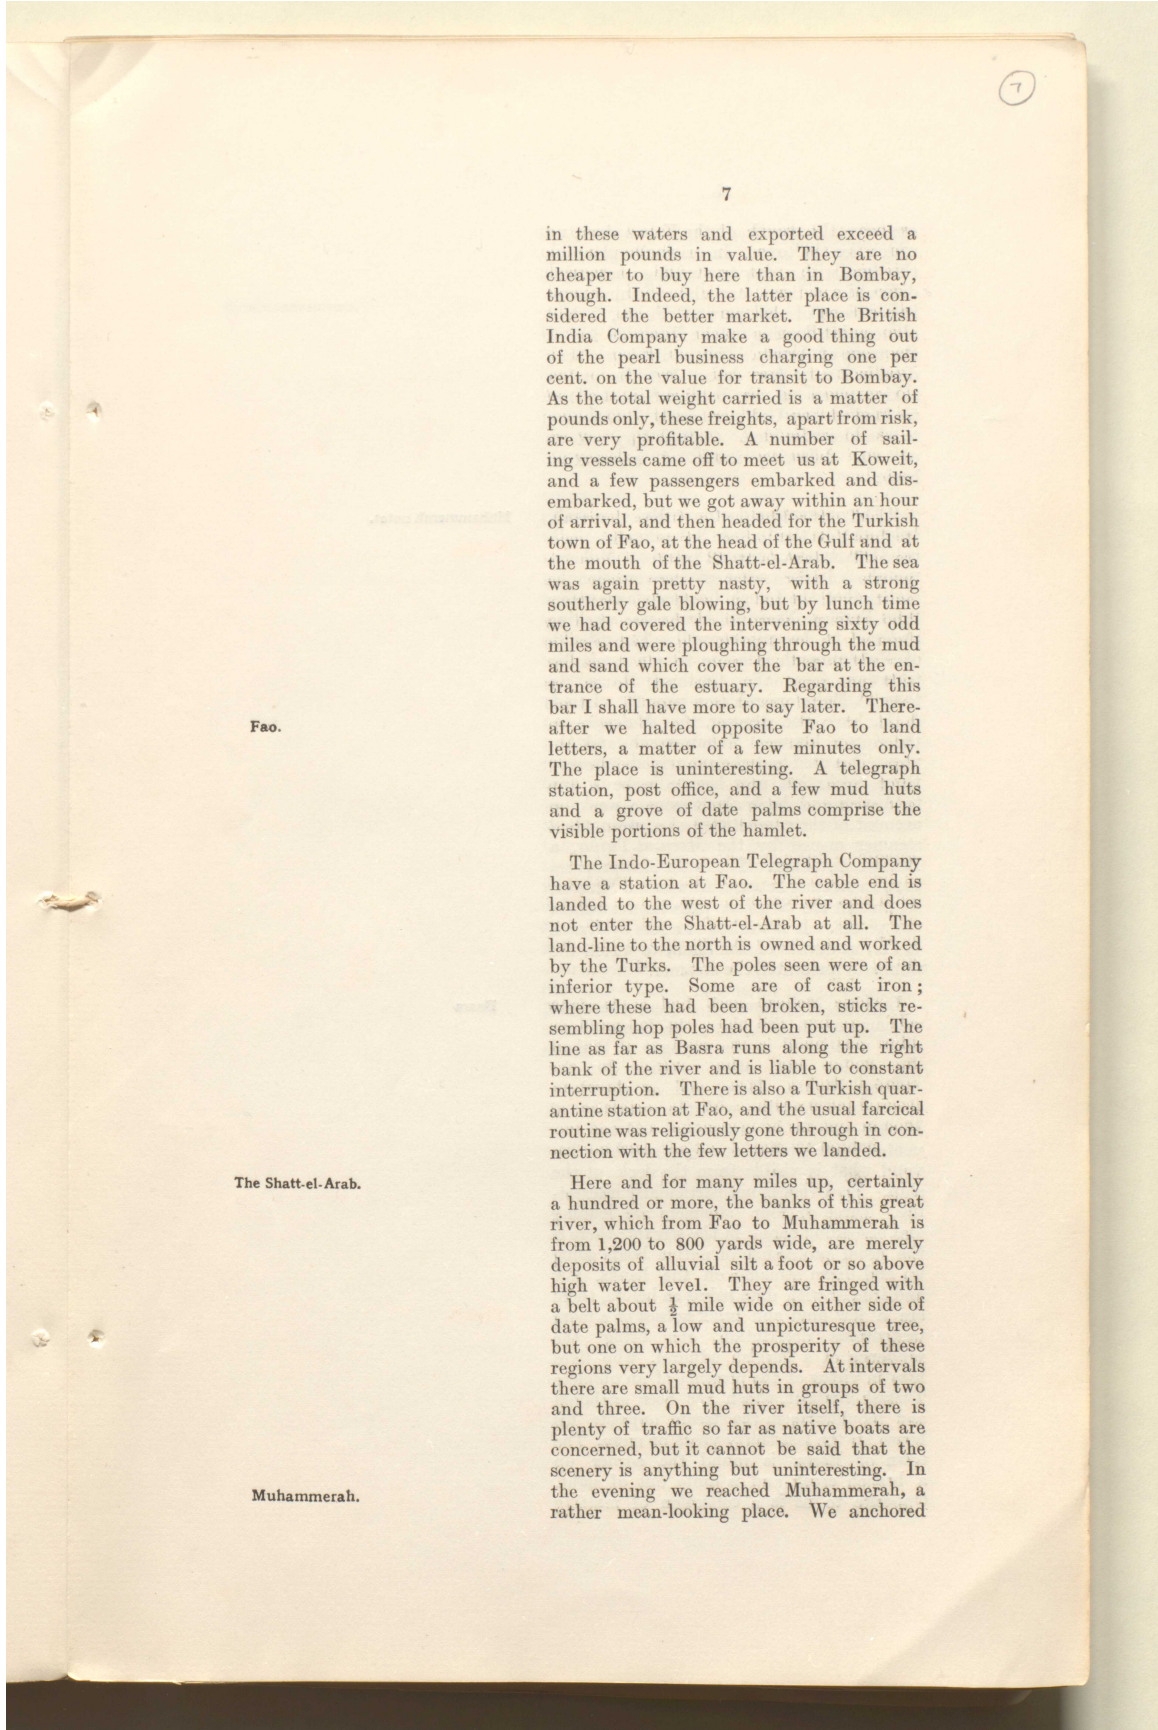 7
7
in these waters and exported exceed a
million pounds in value. They are no
cheaper to buy here than in Bombay,
though. Indeed, the latter place is con-
sidered the better market. The British
India Company make a good thing out
of the pearl business charging one per
cent. on the value for transit to Bombay.
As the total weight carried is a matter of
pounds only, these freights, apart from risk,
are very profitable. A number of sail-
ing vessels came off to meet us at Koweit,
and a few passengers embarked and dis-
embarked, but we got away within an hour
of arrival, and then headed for the Turkish
town of Fao, at the head of the Gulf and at
the mouth of the Shatt-el-Arab. The sea
was again pretty nasty, with a strong
southerly gale blowing, but by lunch time
we had covered the intervening sixty odd
miles and were ploughing through the mud
and sand which cover the bar at the en-
trance of the estuary. Regarding this
bar I shall have more to say later. There-
Fao.
after we halted opposite Fao to land
letters, a matter of a few minutes only.
The place is uninteresting. A telegraph
station, post office, and a few mud huts
and a grove of date palms comprise the
visible portions of the hamlet.
The Indo-European Telegraph Company
have a station at Fao. The cable end is
landed to the west of the river and does
not enter the Shatt-el-Arab at all. The
land-line to the north is owned and worked
by the Turks. The poles seen were of an
inferior type. Some are of cast iron;
where these had been broken, sticks re-
sembling hop poles had been put up. The
line as far as Basra runs along the right
bank of the river and is liable to constant
interruption. There is also a Turkish quar-
antine station at Fao, and the usual farcical
routine was religiously gone through in con-
nection with the few letters we landed.
The Shatt-el-Arab.
Here and for many miles up, certainly
a hundred or more, the banks of this great
river, which from Fao to Muhammerah is
from 1,200 to 800 yards wide, are merely
deposits of alluvial silt a foot or so above
high water level. They are fringed with
a belt about ½ mile wide on either side of
date palms, a low and unpicturesque tree,
but one on which the prosperity of these
regions very largely depends. At intervals
there are small mud huts in groups of two
and three. On the river itself, there is
plenty of traffic so far as native boats are
concerned, but it cannot be said that the
scenery is anything but uninteresting. In
Muhammerah.
the evening we reached Muhammerah, a
rather mean-looking place. We anchored